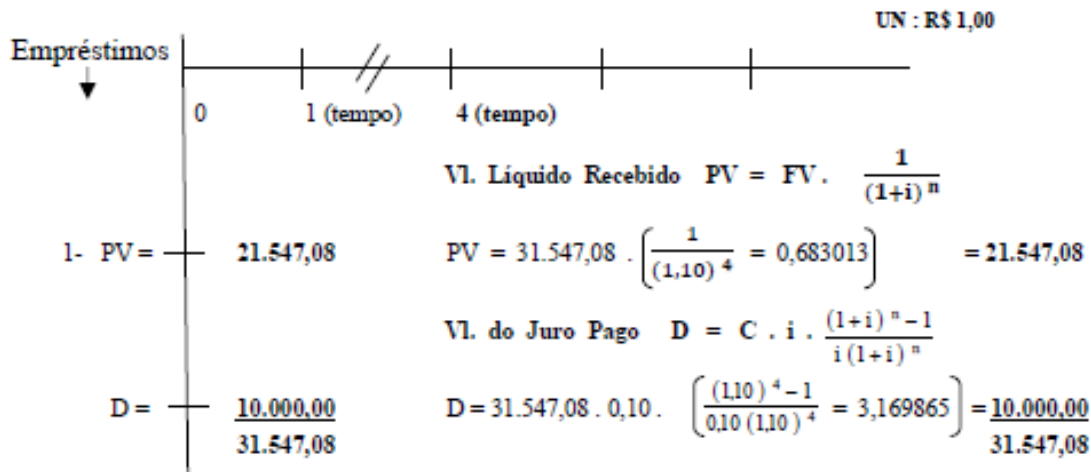 UN : R$ 1,00
Empréstimos
0 1 (tempo) 4 (tempo)
Vl. Líquido Recebido PV = FV . 1 / (1+i)^n
1- PV = 21.547,08 PV = 31.547,08 . ( 1 / (1,10)^4 = 0,683013 ) = 21.547,08
Vl. do Juro Pago D = C . i . (1+i)^n − 1 / i (1+i)^n
D = 10.000,00 D = 31.547,08 . 0,10 . ( (1,10)^4 − 1 / 0,10 (1,10)^4 = 3,169865 ) = 10.000,00
31.547,08 31.547,08